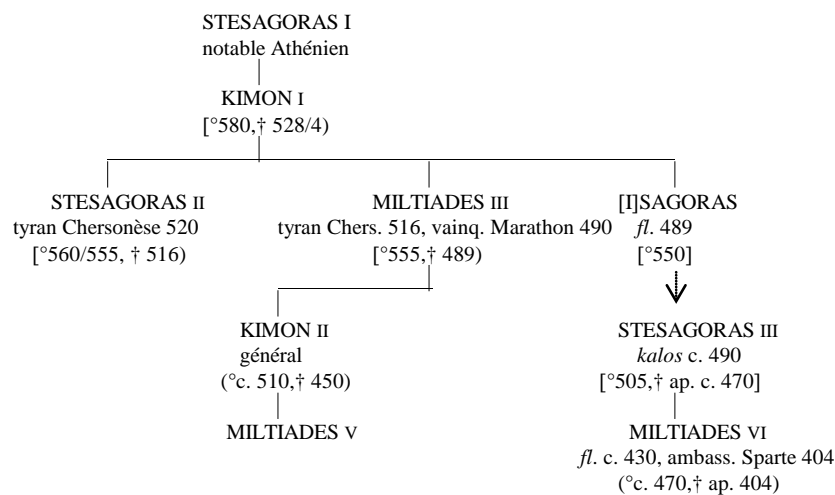 STESAGORAS I
notable Athénien
KIMON I
[°580,† 528/4)
STESAGORAS II
tyran Chersonèse 520
[°560/555, † 516)
MILTIADES III
tyran Chers. 516, vainq. Marathon 490
[°555,† 489)
[I]SAGORAS
fl. 489
[°550]
KIMON II
général
(°c. 510,† 450)
MILTIADES V
STESAGORAS III
kalos c. 490
[°505,† ap. c. 470]
MILTIADES VI
fl. c. 430, ambass. Sparte 404
(°c. 470,† ap. 404)